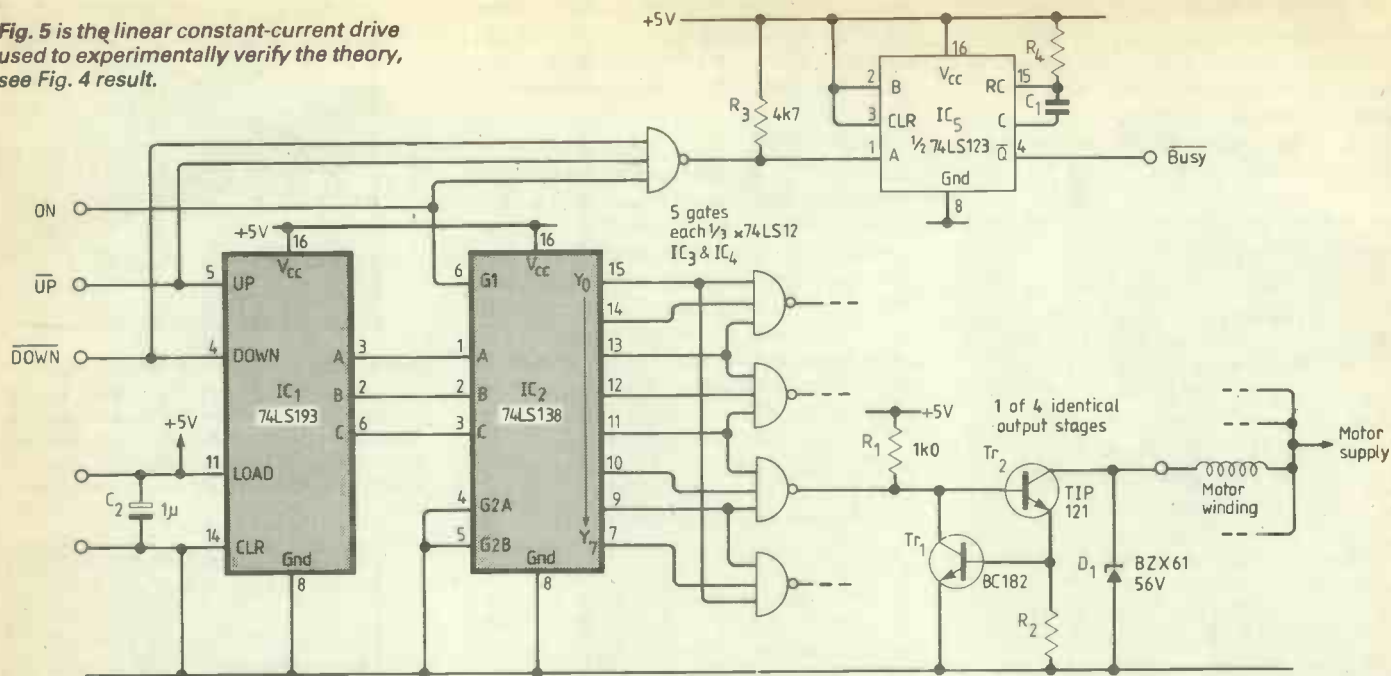 Fig. 5 is the linear constant-current drive
used to experimentally verify the theory,
see Fig. 4 result.
+5V
16
Vcc
2
B
3
CLR
IC5
1/2 74LS123
1
A
RC
15
C
Q̅
4
Gnd
8
R4
C1
B̅u̅s̅y̅
R3
4k7
ON
U̅P̅
D̅O̅W̅N̅
+5V
16
Vcc
5
UP
4
DOWN
IC1
74LS193
A
3
B
2
C
6
+5V
11
LOAD
C2
1μ
14
CLR
Gnd
8
16
Vcc
6
G1
1
A
2
B
3
C
IC2
74LS138
4
G2A
5
G2B
Gnd
8
Y0
Y7
15
14
13
12
11
10
9
7
5 gates
each 1/3 x 74LS12
IC3 & IC4
+5V
R1
1k0
1 of 4 identical
output stages
Tr2
TIP
121
Tr1
BC182
R2
D1
BZX61
56V
Motor
winding
Motor
supply